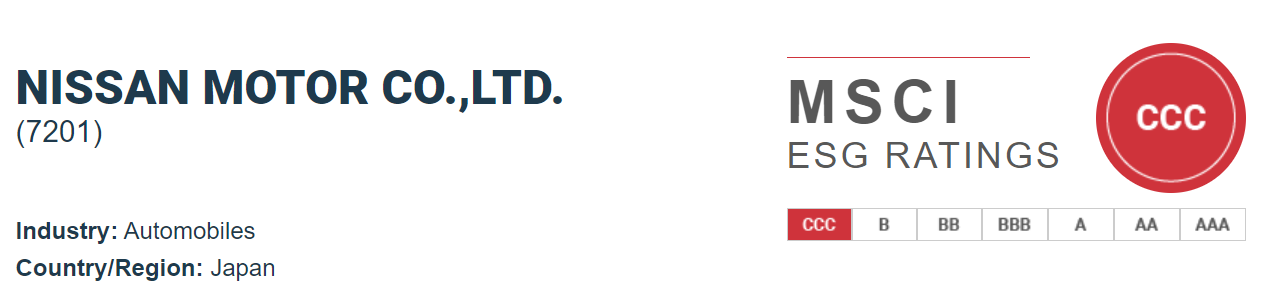 NISSAN MOTOR CO.,LTD.
(7201)
Industry: Automobiles
Country/Region: Japan
MSCI
ESG RATINGS
CCC
CCC B BB BBB A AA AAA